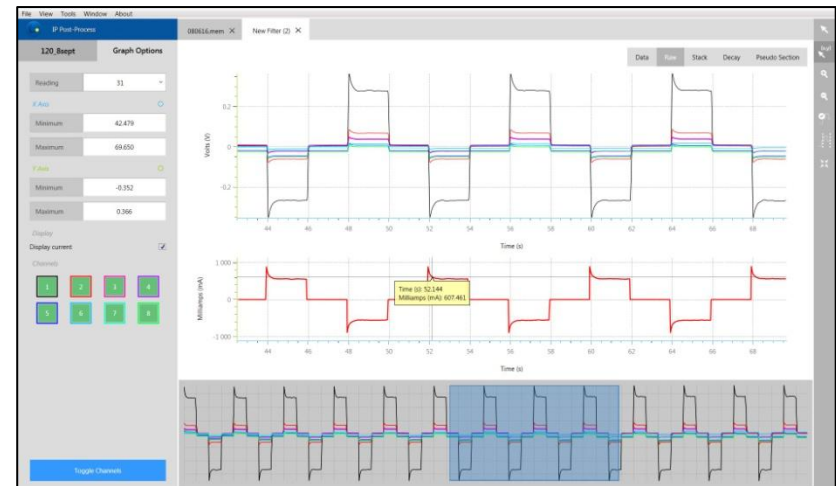 File View Tools Window About
IP Post-Process
080616.mem × New Filter (2) ×
120_8sept Graph Options
Data Raw Stack Decay Pseudo Section
Reading 31
X Axis
Minimum 42.479
Maximum 69.650
Y Axis
Minimum -0.352
Maximum 0.366
Display
Display current
Channels
1 2 3 4
5 6 7 8
Toggle Channels
Volts (V)
0.2
0
-0.2
44 46 48 50 52 54 56 58 60 62 64 66 68
Time (s)
Milliamps (mA)
1 000
0
-1 000
Time (s): 52.144
Milliamps (mA): 607.461
44 46 48 50 52 54 56 58 60 62 64 66 68
Time (s)